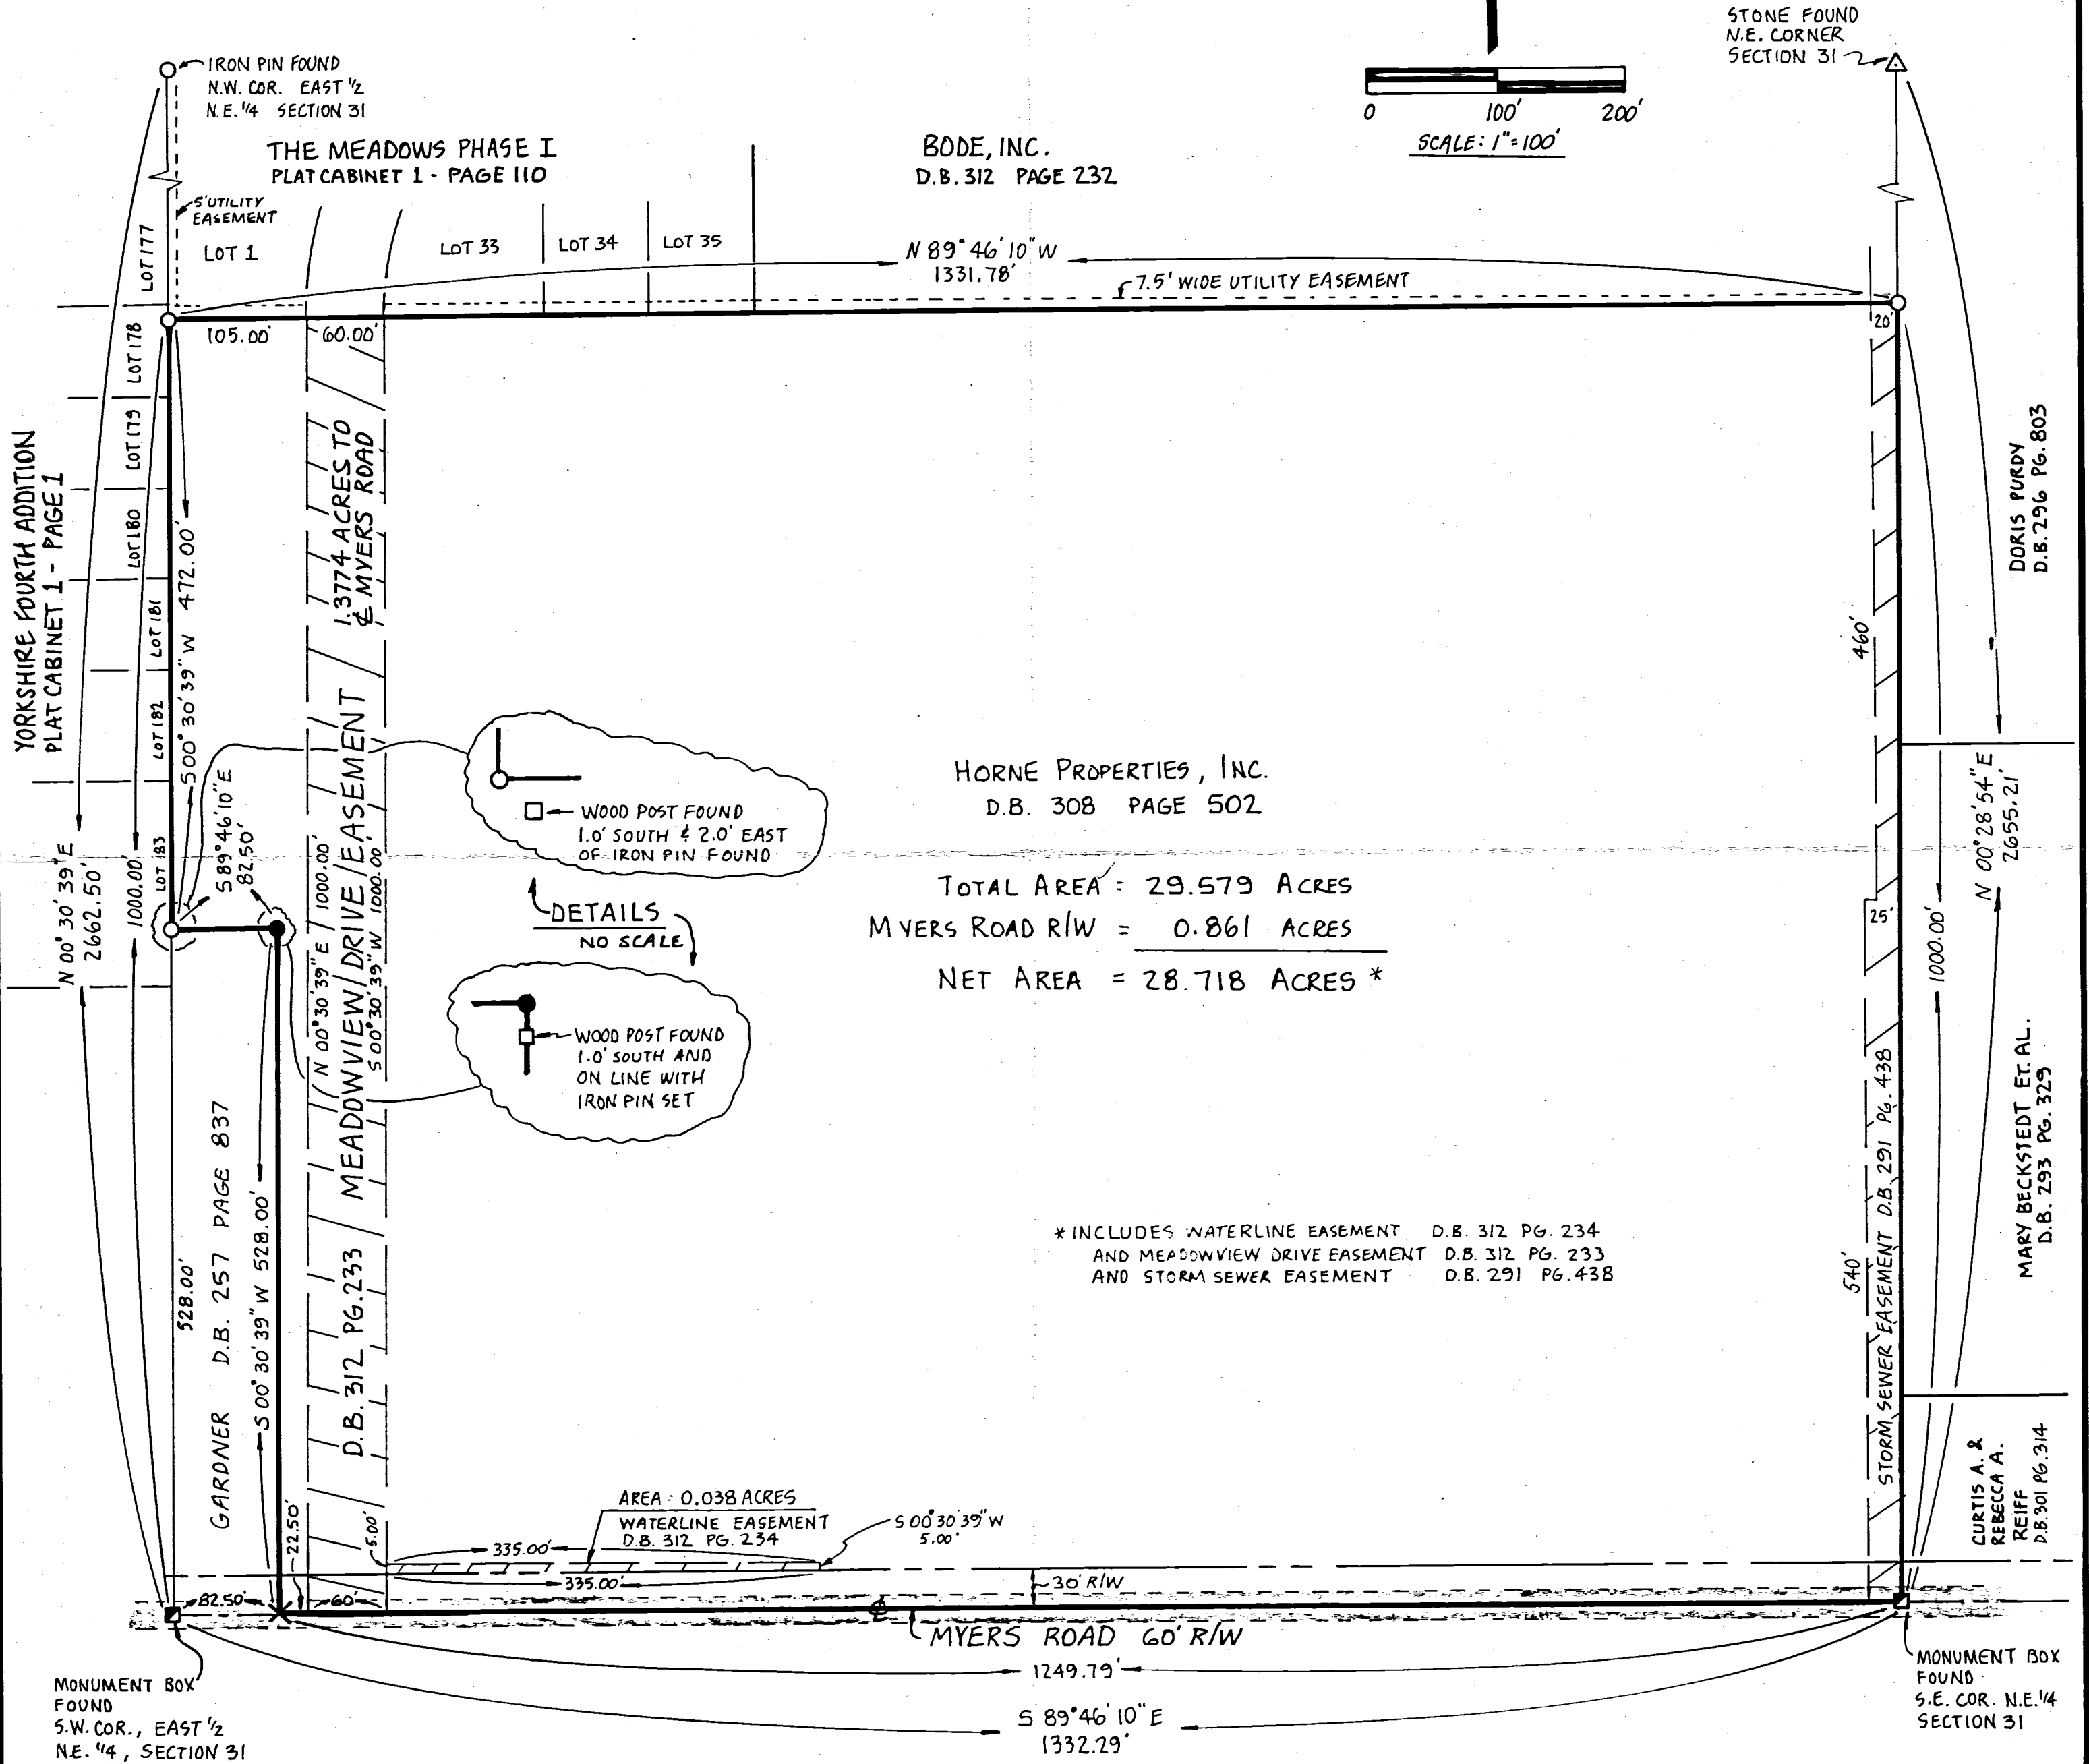 IRON PIN FOUND
N.W. COR. EAST 1/2
N.E. 1/4 SECTION 31
STONE FOUND
N.E. CORNER
SECTION 31
0 100' 200'
SCALE: 1"=100'
THE MEADOWS PHASE I
PLAT CABINET 1 - PAGE 110
BODE, INC.
D.B. 312 PAGE 232
5' UTILITY
EASEMENT
LOT 177
LOT 1
LOT 33
LOT 34
LOT 35
N 89° 46' 10" W
1331.78'
7.5' WIDE UTILITY EASEMENT
105.00'
60.00'
20'
LOT 178
LOT 179
LOT 180
LOT 181
LOT 182
LOT 183
YORKSHIRE FOURTH ADDITION
PLAT CABINET 1 - PAGE 1
S00° 30' 39" W 472.00'
1.3774 ACRES TO
₵ MYERS ROAD
MEADOWVIEW DRIVE EASEMENT
D.B. 312 PG. 233
N 00° 30' 39" E 1000.00'
S 00° 30' 39" W 1000.00'
S 89° 46' 10" E
82.50'
N 00° 30' 39" E
2662.50'
1000.00'
WOOD POST FOUND
1.0' SOUTH & 2.0' EAST
OF IRON PIN FOUND
DETAILS
NO SCALE
WOOD POST FOUND
1.0' SOUTH AND
ON LINE WITH
IRON PIN SET
HORNE PROPERTIES, INC.
D.B. 308 PAGE 502
TOTAL AREA = 29.579 ACRES
MYERS ROAD R/W = 0.861 ACRES
NET AREA = 28.718 ACRES *
DORIS PURDY
D.B. 296 PG. 803
460'
25'
N 00° 28' 54" E
2655.21'
1000.00'
MARY BECKSTEDT ET. AL.
D.B. 293 PG. 329
540'
STORM SEWER EASEMENT D.B. 291 PG. 438
* INCLUDES WATERLINE EASEMENT D.B. 312 PG. 234
AND MEADOWVIEW DRIVE EASEMENT D.B. 312 PG. 233
AND STORM SEWER EASEMENT D.B. 291 PG. 438
CURTIS A. &
REBECCA A.
REIFF
D.B. 301 PG. 314
528.00'
GARDNER D.B. 257 PAGE 837
S 00° 30' 39" W 528.00'
22.50'
5.00'
AREA = 0.038 ACRES
WATERLINE EASEMENT
D.B. 312 PG. 234
S 00° 30' 39" W
5.00'
335.00'
335.00'
30' R/W
82.50'
60'
MYERS ROAD 60' R/W
1249.79'
S 89° 46' 10" E
1332.29'
MONUMENT BOX
FOUND
S.W. COR., EAST 1/2
N.E. 1/4, SECTION 31
MONUMENT BOX
FOUND
S.E. COR. N.E. 1/4
SECTION 31